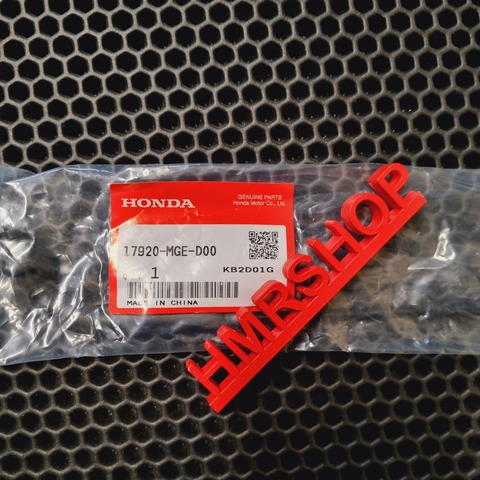 HONDA
GENUINE PARTS
Honda Motor Co., Ltd.
17920-MGE-D00
1
KB2D01G
MADE IN CHINA
HMRSHOP